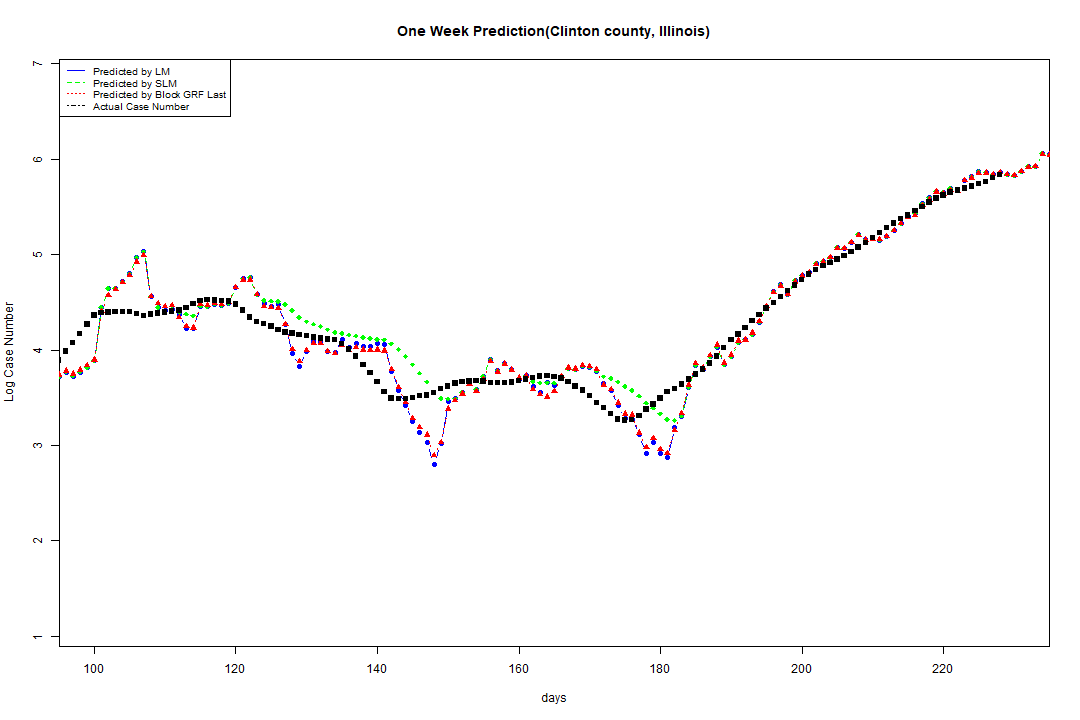 One Week Prediction(Clinton county, Illinois)
7
Predicted by LM
Predicted by SLM
Predicted by Block GRF Last
Actual Case Number
6
5
4
3
2
1
Log Case Number
100 120 140 160 180 200 220
days